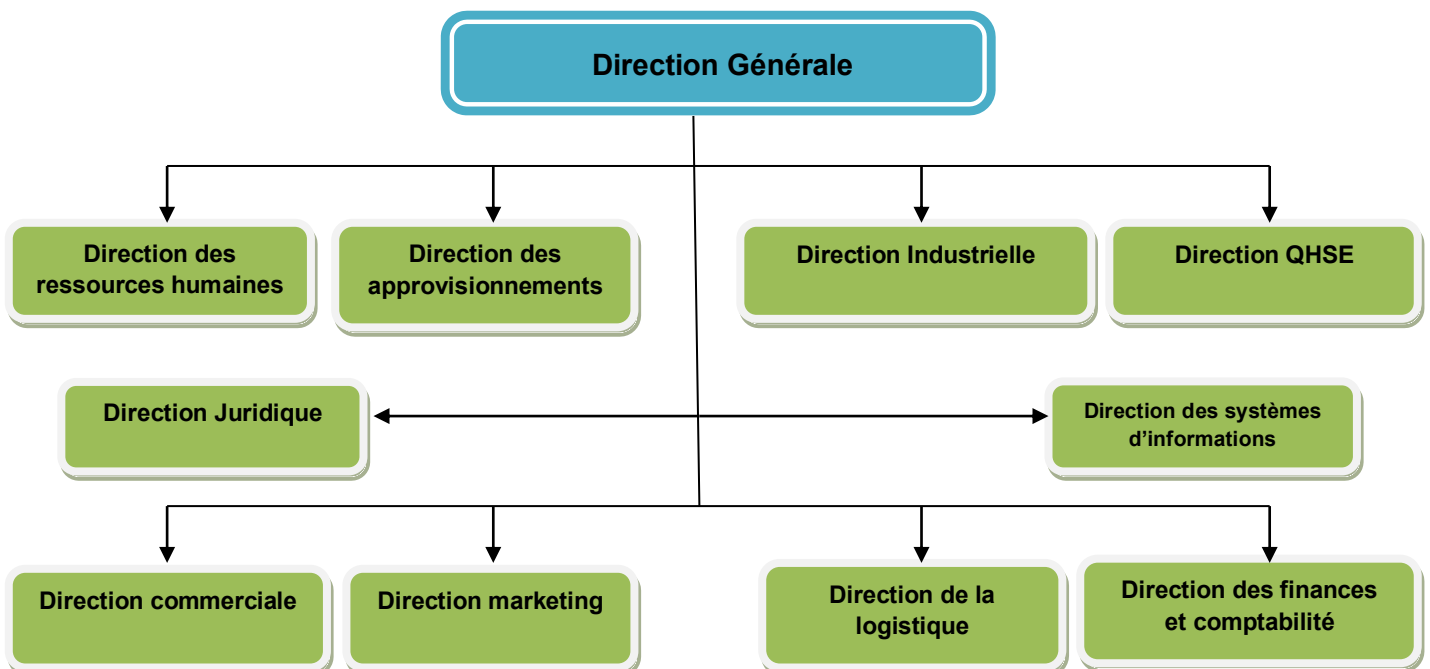 Direction Générale
Direction des
ressources humaines
Direction des
approvisionnements
Direction Industrielle
Direction QHSE
Direction Juridique
Direction des systèmes
d’informations
Direction commerciale
Direction marketing
Direction de la
logistique
Direction des finances
et comptabilité